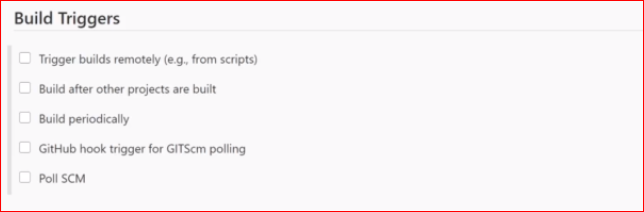 Build Triggers
Trigger builds remotely (e.g., from scripts)
Build after other projects are built
Build periodically
GitHub hook trigger for GITScm polling
Poll SCM